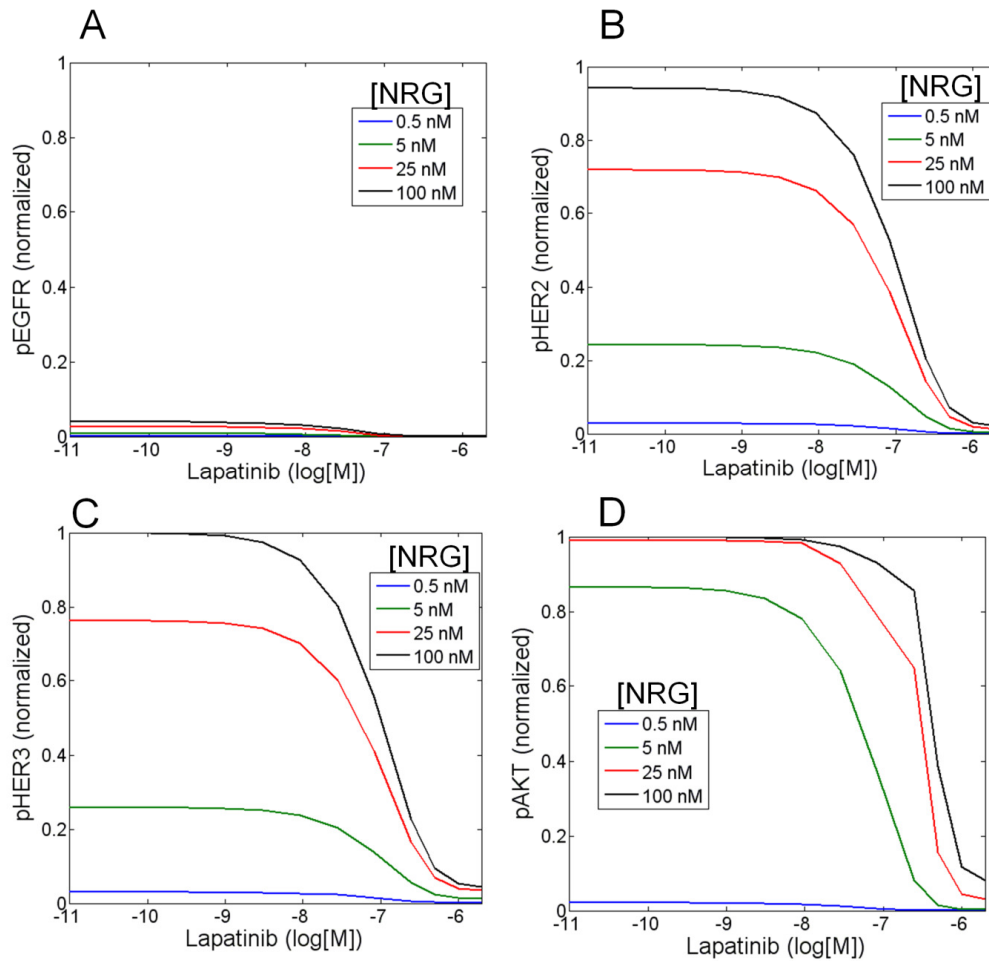 A
pEGFR (normalized)
1
0.8
0.6
0.4
0.2
0
-11
-10
-9
-8
-7
-6
Lapatinib (log[M])
[NRG]
0.5 nM
5 nM
25 nM
100 nM
B
pHER2 (normalized)
1
0.8
0.6
0.4
0.2
0
-11
-10
-9
-8
-7
-6
Lapatinib (log[M])
[NRG]
0.5 nM
5 nM
25 nM
100 nM
C
pHER3 (normalized)
1
0.8
0.6
0.4
0.2
0
-11
-10
-9
-8
-7
-6
Lapatinib (log[M])
[NRG]
0.5 nM
5 nM
25 nM
100 nM
D
pAKT (normalized)
1
0.8
0.6
0.4
0.2
0
-11
-10
-9
-8
-7
-6
Lapatinib (log[M])
[NRG]
0.5 nM
5 nM
25 nM
100 nM